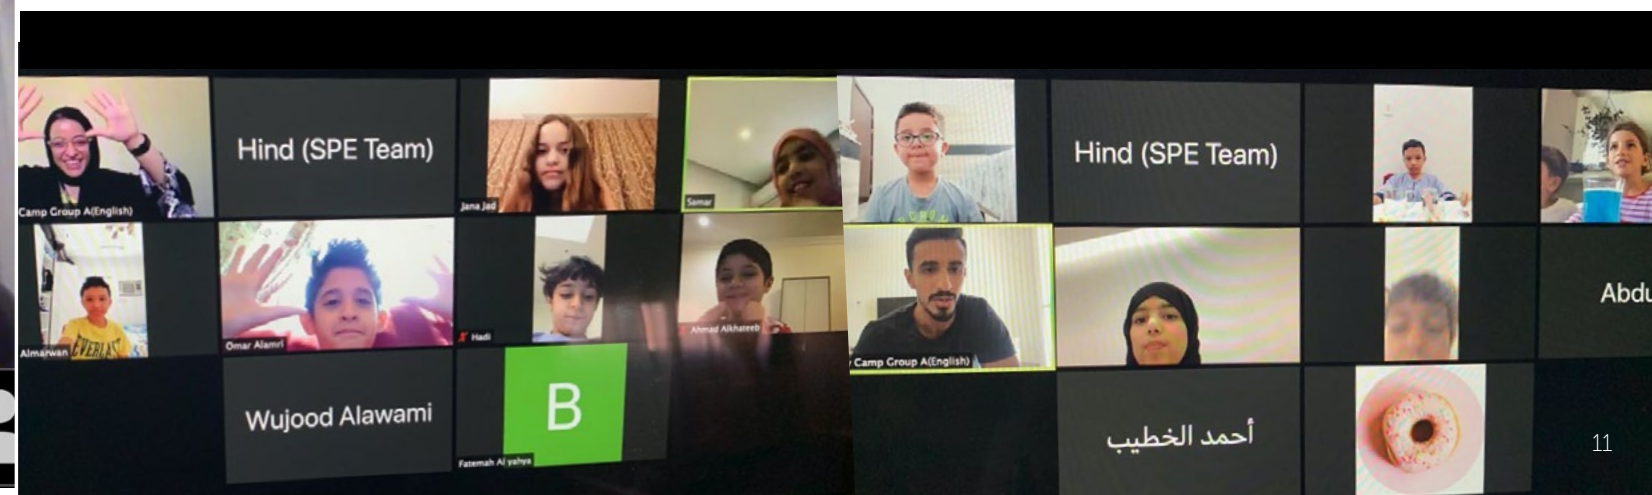 Hind (SPE Team)
Camp Group A(English)
Jana Jad
Samar
Almarwan
EVERLAST
Omar Alamri
Hadi
Ahmad Alkhateeb
Wujood Alawami
B
Fatemah Al yahya
Hind (SPE Team)
Camp Group A(English)
Abdu
أحمد الخطيب
11